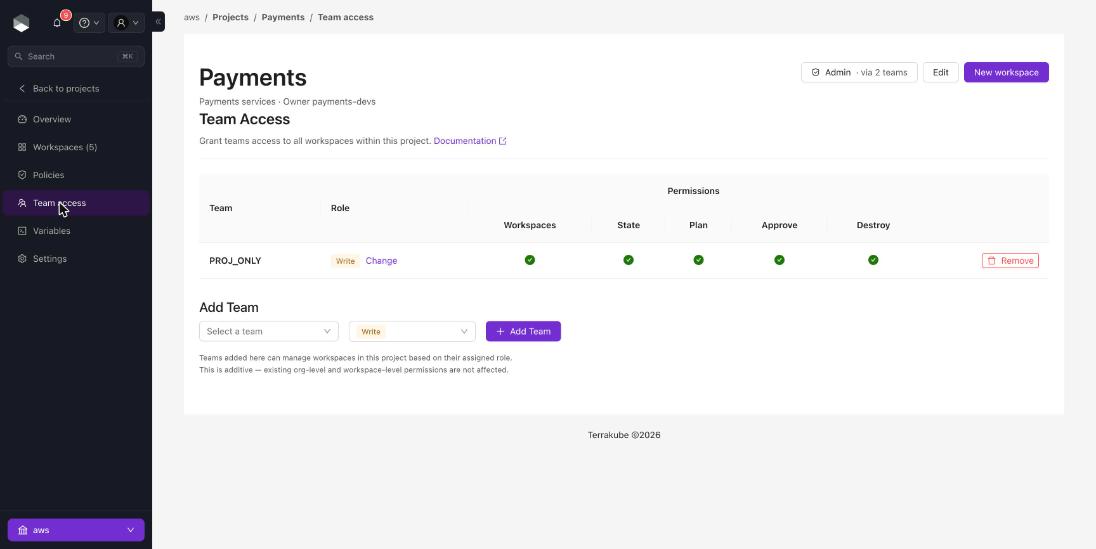 9
Search ⌘K
Back to projects
Overview
Workspaces (5)
Policies
Team access
Variables
Settings
aws
aws / Projects / Payments / Team access
Payments
Admin · via 2 teams
Edit
New workspace
Payments services · Owner payments-devs
Team Access
Grant teams access to all workspaces within this project. Documentation
Permissions
Team Role
Workspaces State Plan Approve Destroy
PROJ_ONLY Write Change Remove
Add Team
Select a team Write + Add Team
Teams added here can manage workspaces in this project based on their assigned role.
This is additive — existing org-level and workspace-level permissions are not affected.
Terrakube ©2026